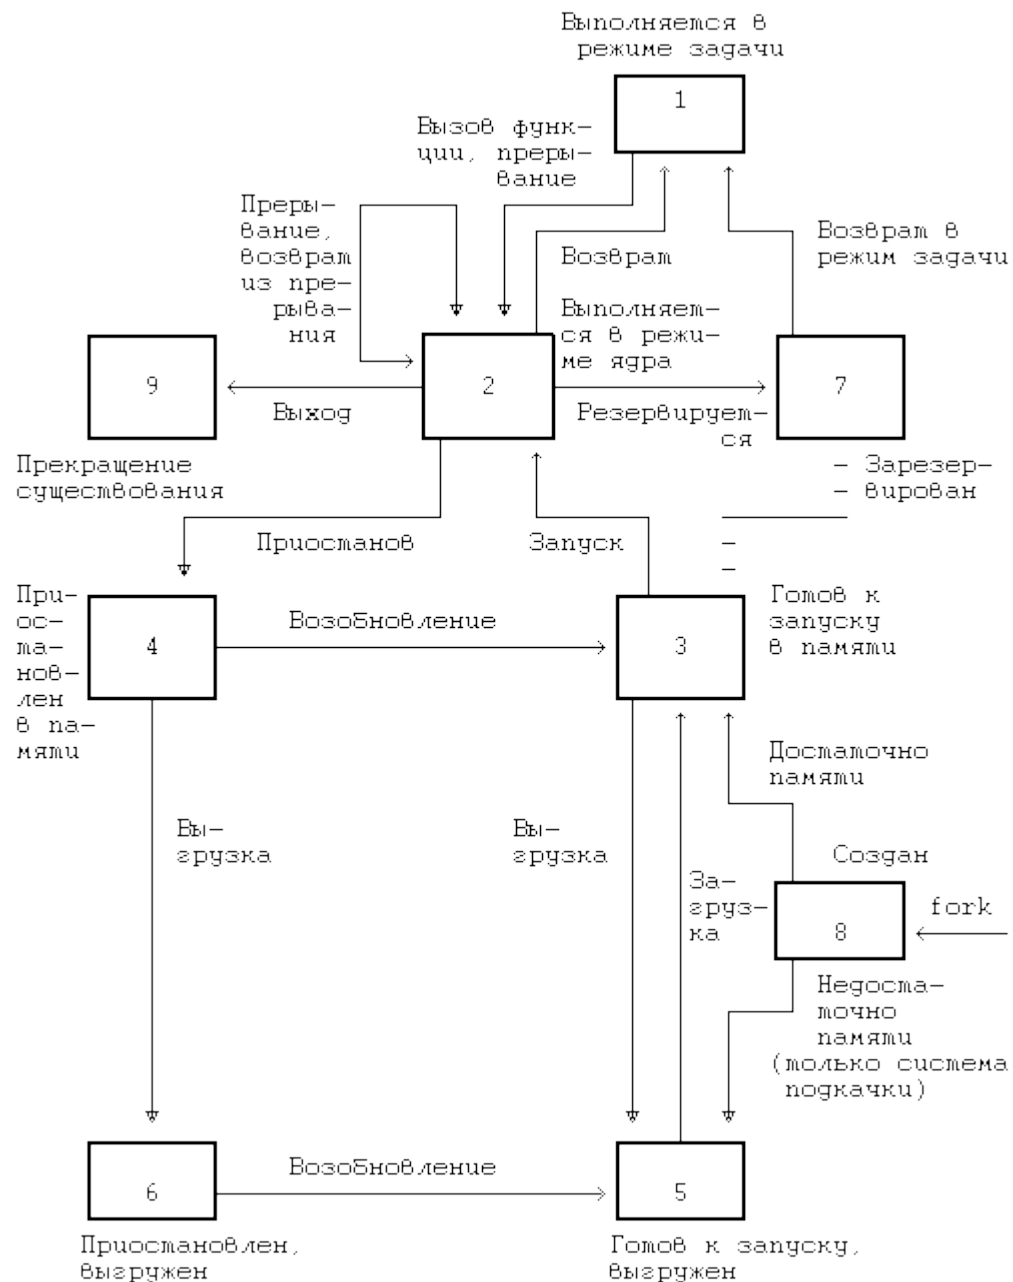 Выполняется в
режиме задачи
1
Вызов функ-
ции, преры-
вание
Преры-
вание,
возврат
из пре-
рыва-
ния
Возврат
Возврат в
режим задачи
Выполняет-
ся в режи-
ме ядра
9
2
7
Выход
Резервирует-
ся
Прекращение
существования
- Зарезер-
- вирован
Приостанов
Запуск
При-
ос-
та-
нов-
лен
в па-
мяти
4
Возобновление
3
Готов к
запуску
в памяти
Достаточно
памяти
Вы-
грузка
Вы-
грузка
За-
груз-
ка
Создан
8
fork
Недоста-
точно
памяти
(только система
подкачки)
6
Возобновление
5
Приостановлен,
выгружен
Готов к запуску,
выгружен